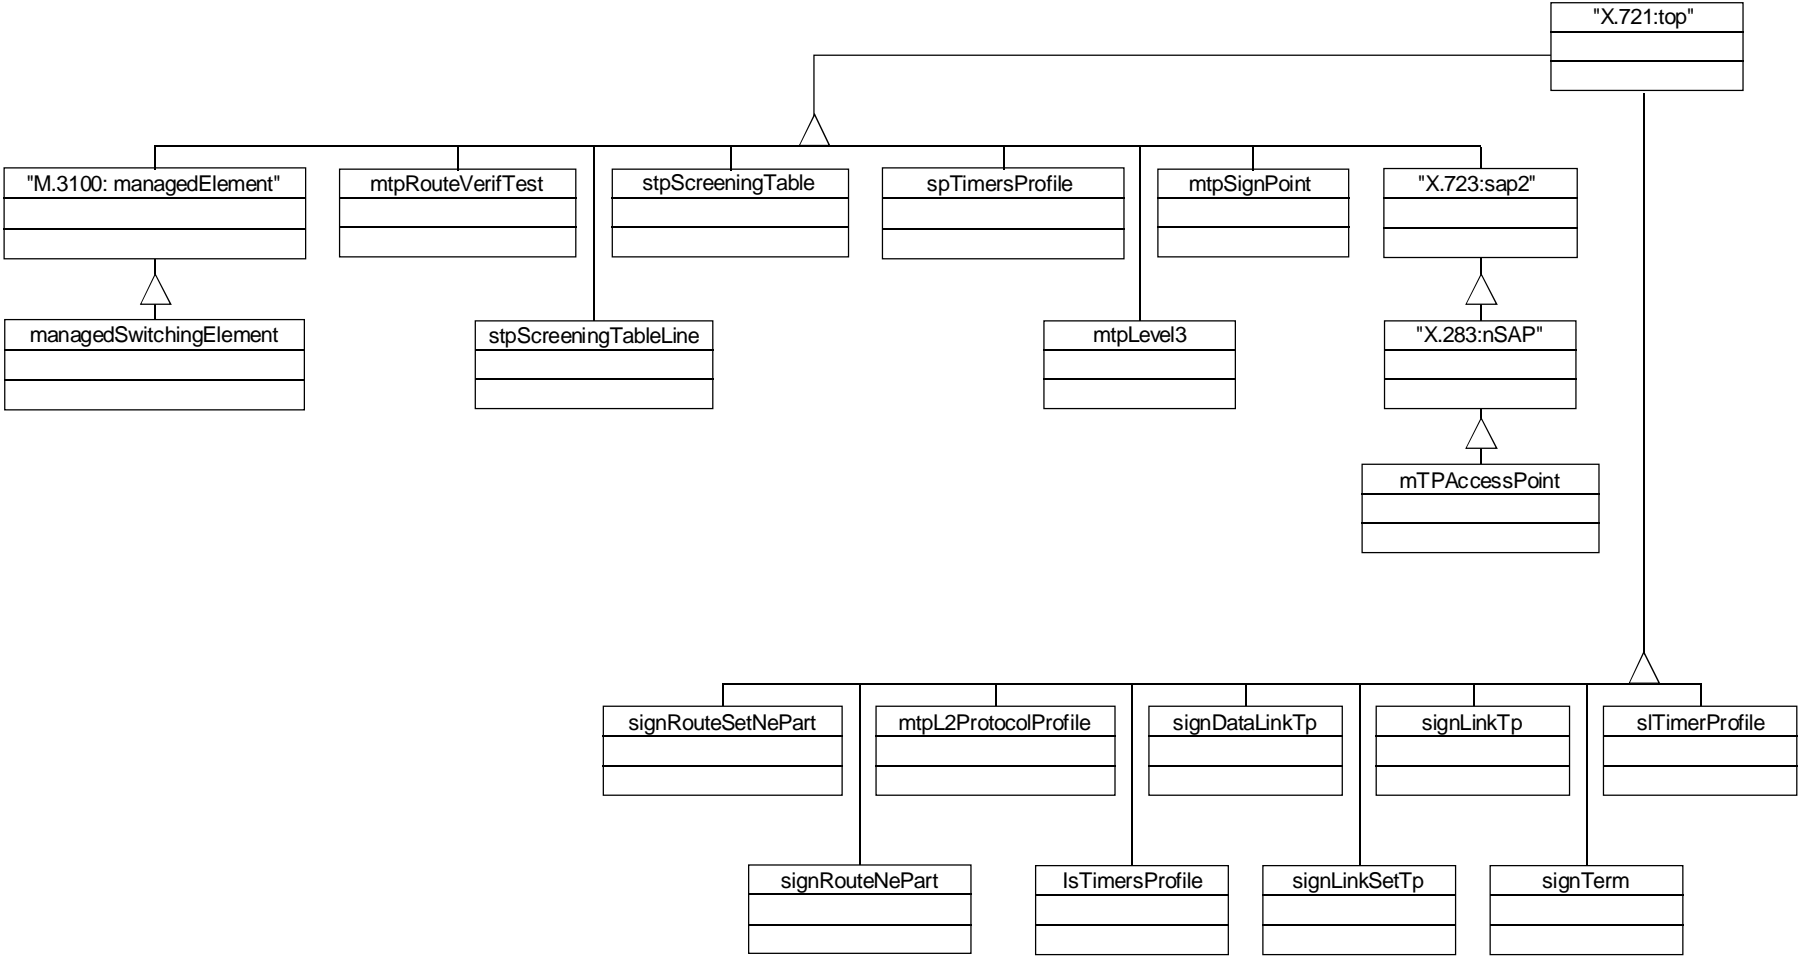 "X.721:top"
"M.3100: managedElement"
mtpRouteVerifTest
stpScreeningTable
spTimersProfile
mtpSignPoint
"X.723:sap2"
managedSwitchingElement
stpScreeningTableLine
mtpLevel3
"X.283:nSAP"
mTPAccessPoint
signRouteSetNePart
mtpL2ProtocolProfile
signDataLinkTp
signLinkTp
slTimerProfile
signRouteNePart
lsTimersProfile
signLinkSetTp
signTerm